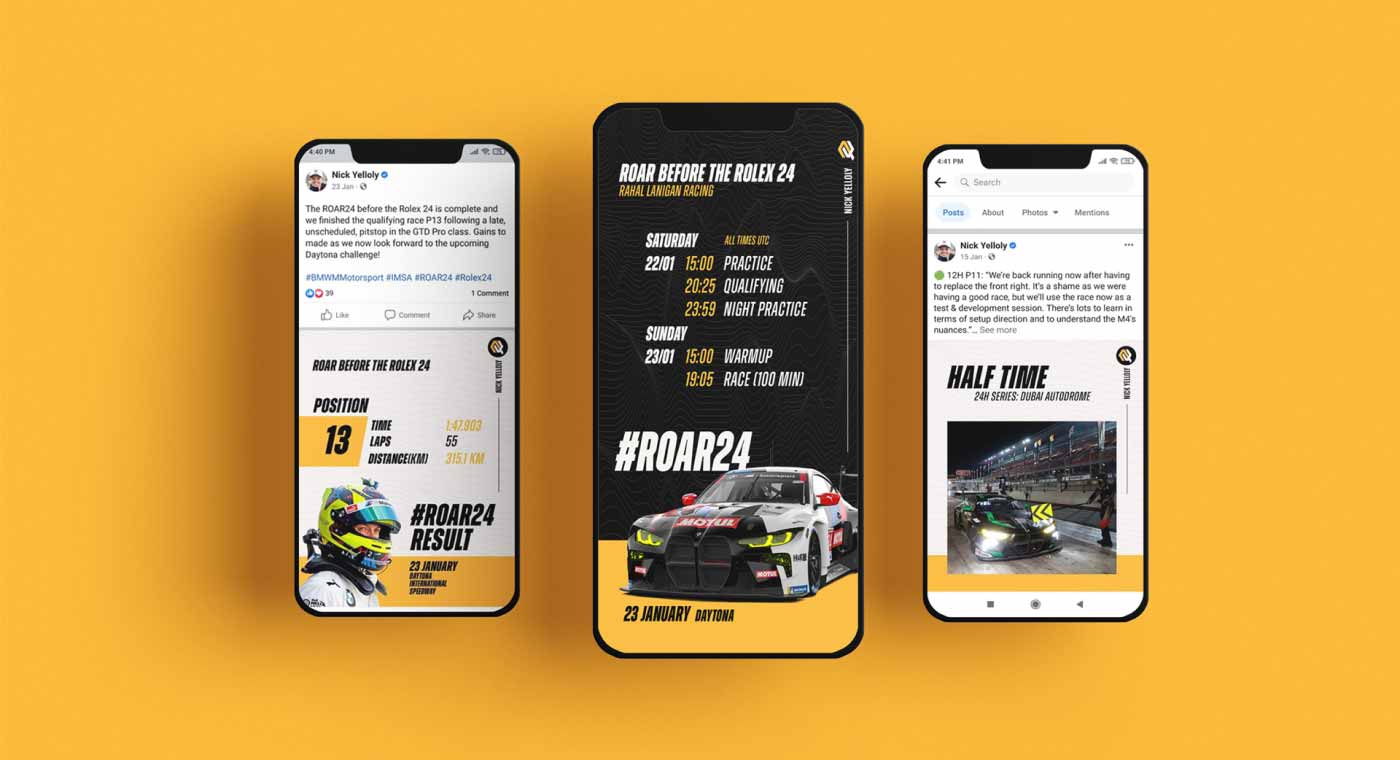 4:40 PM
Nick Yelloly
23 Jan
The ROAR24 before the Rolex 24 is complete and
we finished the qualifying race P13 following a late,
unscheduled, pitstop in the GTD Pro class. Gains to
made as we now look forward to the upcoming
Daytona challenge!
#BMWMMotorsport #IMSA #ROAR24 #Rolex24
39
1 Comment
Like
Comment
Share
ROAR BEFORE THE ROLEX 24
NICK YELLOLY
POSITION
13
TIME 1:47.903
LAPS 55
DISTANCE(KM) 315.1 KM
#ROAR24
RESULT
23 JANUARY
DAYTONA
INTERNATIONAL
SPEEDWAY
ROAR BEFORE THE ROLEX 24
RAHAL LANIGAN RACING
NICK YELLOLY
SATURDAY ALL TIMES UTC
22/01 15:00 PRACTICE
20:25 QUALIFYING
23:59 NIGHT PRACTICE
SUNDAY
23/01 15:00 WARMUP
19:05 RACE (100 MIN)
#ROAR24
MOTUL
MOTUL
MOTUL
23 JANUARY DAYTONA
4:41 PM
Search
Posts
About
Photos
Mentions
Nick Yelloly
15 Jan
12H P11: “We’re back running now after having
to replace the front right. It’s a shame as we were
having a good race, but we’ll use the race now as a
test & development session. There’s lots to learn in
terms of setup direction and to understand the M4’s
nuances.”... See more
HALF TIME
24H SERIES: DUBAI AUTODROME
NICK YELLOLY